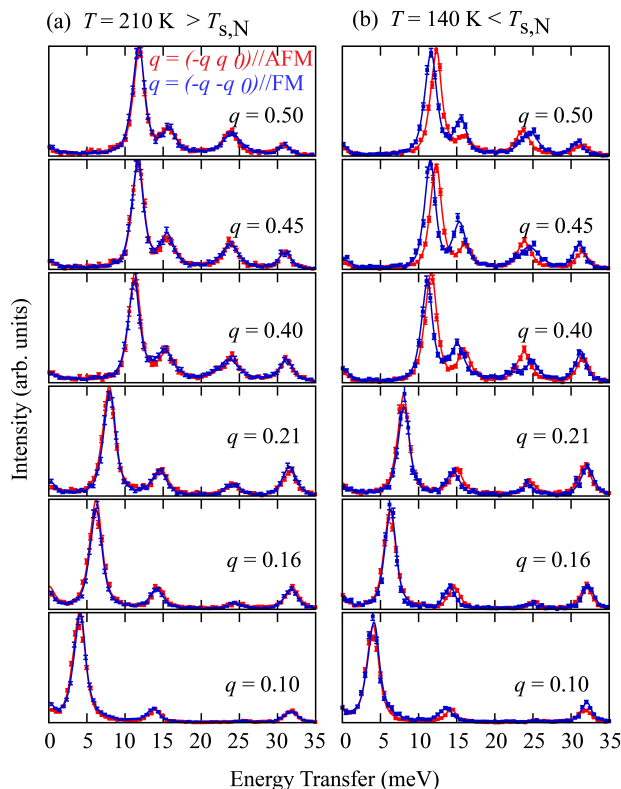 (a) T = 210 K > Ts,N
(b) T = 140 K < Ts,N
q = (-q q 0)//AFM
q = (-q -q 0)//FM
q = 0.50
q = 0.50
q = 0.45
q = 0.45
q = 0.40
q = 0.40
q = 0.21
q = 0.21
q = 0.16
q = 0.16
q = 0.10
q = 0.10
Intensity (arb. units)
0 5 10 15 20 25 30 35
0 5 10 15 20 25 30 35
Energy Transfer (meV)